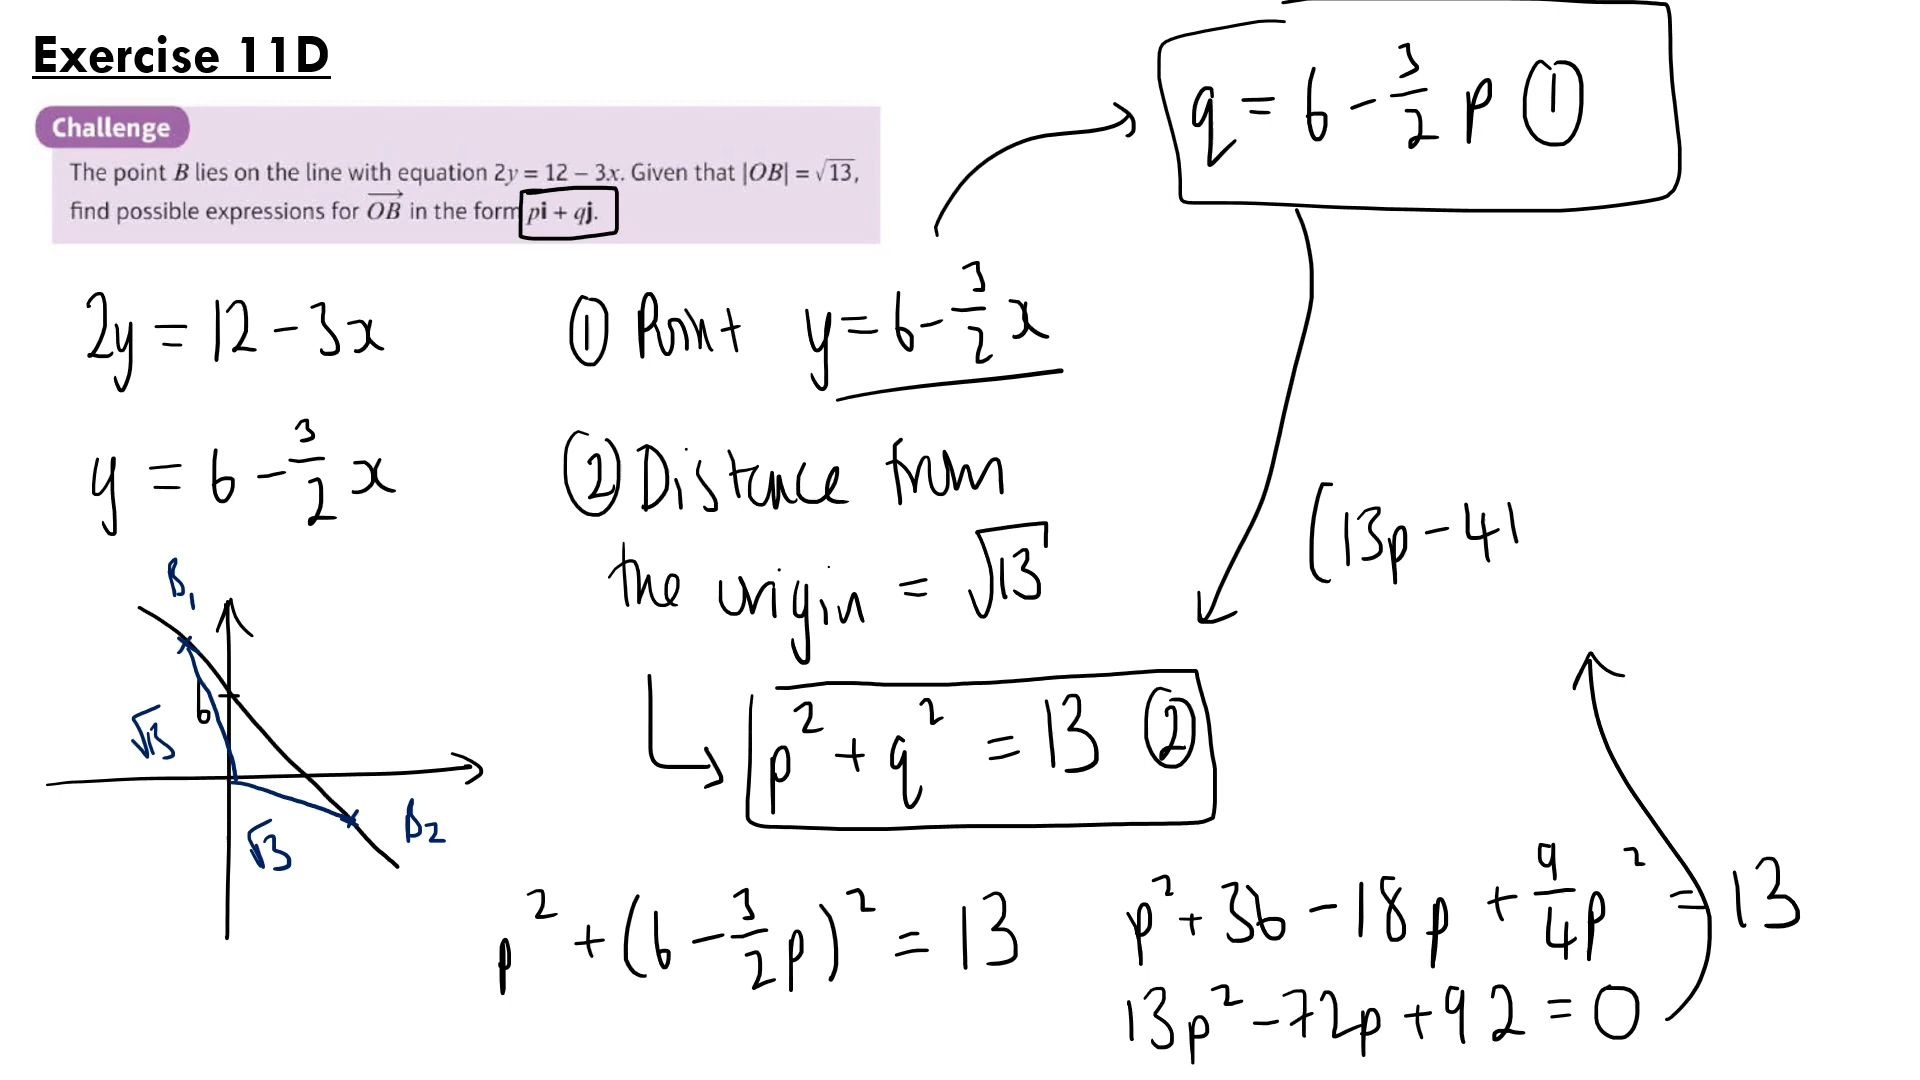 Exercise 11D
Challenge
The point B lies on the line with equation 2y = 12 – 3x. Given that |OB| = √13,
find possible expressions for \overrightarrow{OB} in the form pi + qj.
q = 6 - 3/2 p ①
2y = 12 - 3x
① Point y = 6 - 3/2 x
y = 6 - 3/2 x
② Distance from
the origin = √13
(13p - 41
B₁
6
√13
B₂
√13
p² + q² = 13 ②
p² + (6 - 3/2 p)² = 13
p² + 36 - 18p + 9/4 p² = 13
13p² - 72p + 92 = 0